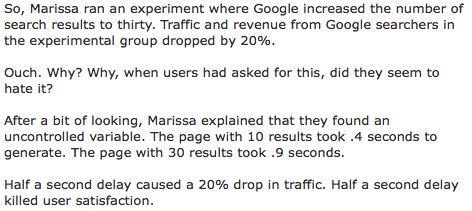 So, Marissa ran an experiment where Google increased the number of
search results to thirty. Traffic and revenue from Google searchers in
the experimental group dropped by 20%.
Ouch. Why? Why, when users had asked for this, did they seem to
hate it?
After a bit of looking, Marissa explained that they found an
uncontrolled variable. The page with 10 results took .4 seconds to
generate. The page with 30 results took .9 seconds.
Half a second delay caused a 20% drop in traffic. Half a second delay
killed user satisfaction.